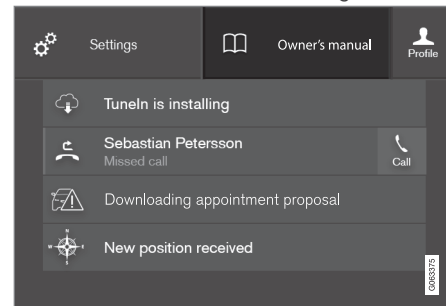 Settings
Owner's manual
Profile
TuneIn is installing
Sebastian Petersson
Missed call
Call
Downloading appointment proposal
N
W
E
S
New position received
G063375